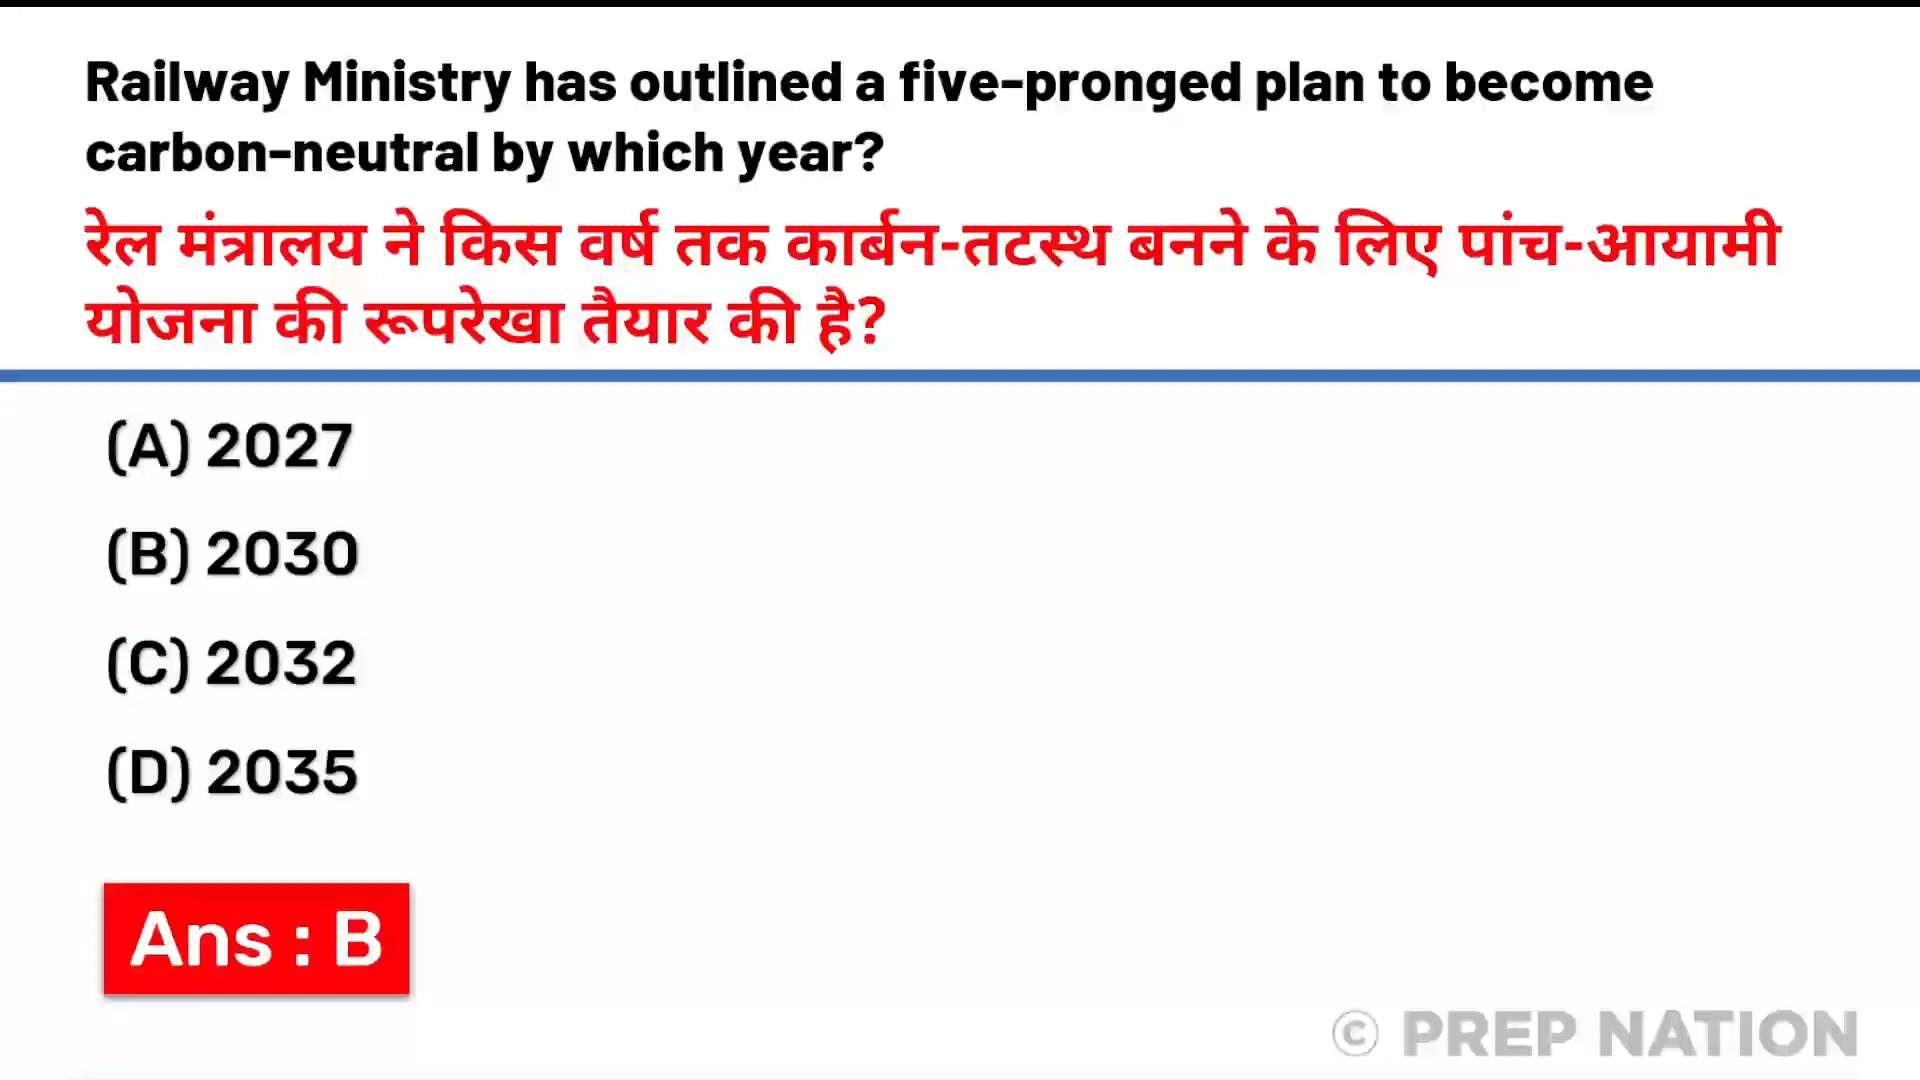 Railway Ministry has outlined a five-pronged plan to become
carbon-neutral by which year?
रेल मंत्रालय ने किस वर्ष तक कार्बन-तटस्थ बनने के लिए पांच-आयामी
योजना की रूपरेखा तैयार की है?
(A) 2027
(B) 2030
(C) 2032
(D) 2035
Ans : B
© PREP NATION